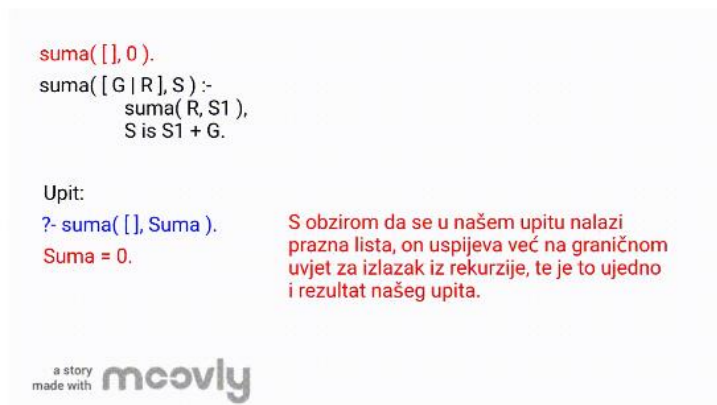 suma( [ ], 0 ).
suma( [ G | R ], S ) :-
suma( R, S1 ),
S is S1 + G.
Upit:
?- suma( [ ], Suma ).
Suma = 0.
S obzirom da se u našem upitu nalazi
prazna lista, on uspijeva već na graničnom
uvjet za izlazak iz rekurzije, te je to ujedno
i rezultat našeg upita.
a story
made with moovly